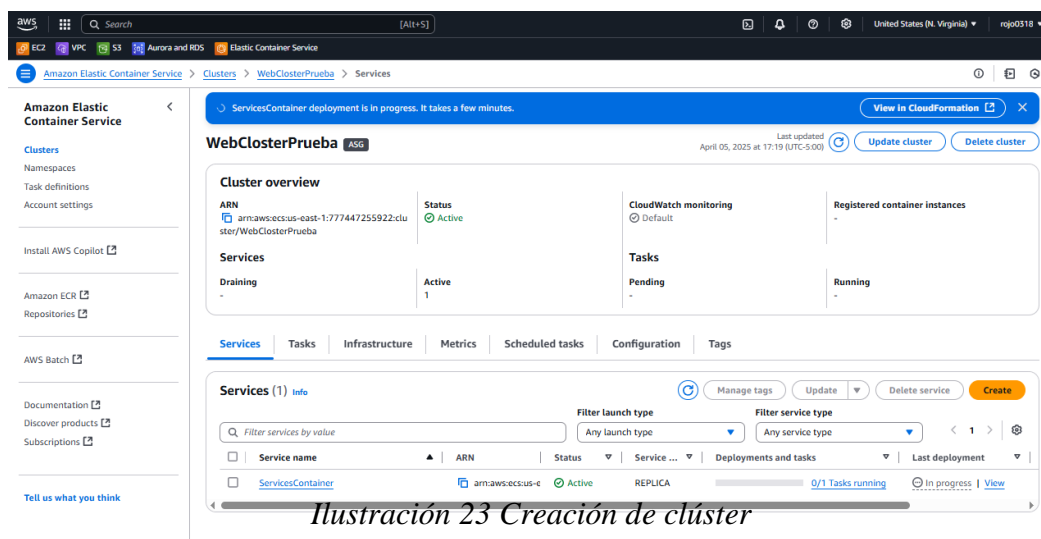 aws Search [Alt+S] United States (N. Virginia) rojo0318
EC2 VPC S3 Aurora and RDS Elastic Container Service
Amazon Elastic Container Service > Clusters > WebClosterPrueba > Services
Amazon Elastic
Container Service
Clusters
Namespaces
Task definitions
Account settings
Install AWS Copilot
Amazon ECR
Repositories
AWS Batch
Documentation
Discover products
Subscriptions
Tell us what you think
ServicesContainer deployment is in progress. It takes a few minutes. View in CloudFormation
WebClosterPrueba ASG
Last updated
April 05, 2025 at 17:19 (UTC-5:00)
Update cluster Delete cluster
Cluster overview
ARN Status CloudWatch monitoring Registered container instances
arn:aws:ecs:us-east-1:777447255922:clu Active Default -
ster/WebClosterPrueba
Services Tasks
Draining Active Pending Running
- 1 - -
Services Tasks Infrastructure Metrics Scheduled tasks Configuration Tags
Services (1) Info Manage tags Update Delete service Create
Filter launch type Filter service type
Filter services by value Any launch type Any service type < 1 >
Service name ARN Status Service ... Deployments and tasks Last deployment
ServicesContainer arn:aws:ecs:us-e Active REPLICA 0/1 Tasks running In progress | View
Ilustración 23 Creación de clúster